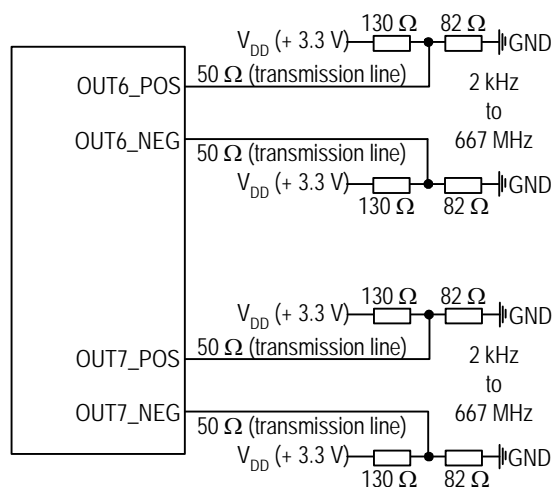 130 Ω 82 Ω
V_DD (+ 3.3 V) GND
OUT6_POS 50 Ω (transmission line) 2 kHz
to
OUT6_NEG 50 Ω (transmission line) 667 MHz
V_DD (+ 3.3 V) GND
130 Ω 82 Ω
130 Ω 82 Ω
V_DD (+ 3.3 V) GND
OUT7_POS 50 Ω (transmission line) 2 kHz
to
OUT7_NEG 50 Ω (transmission line) 667 MHz
V_DD (+ 3.3 V) GND
130 Ω 82 Ω